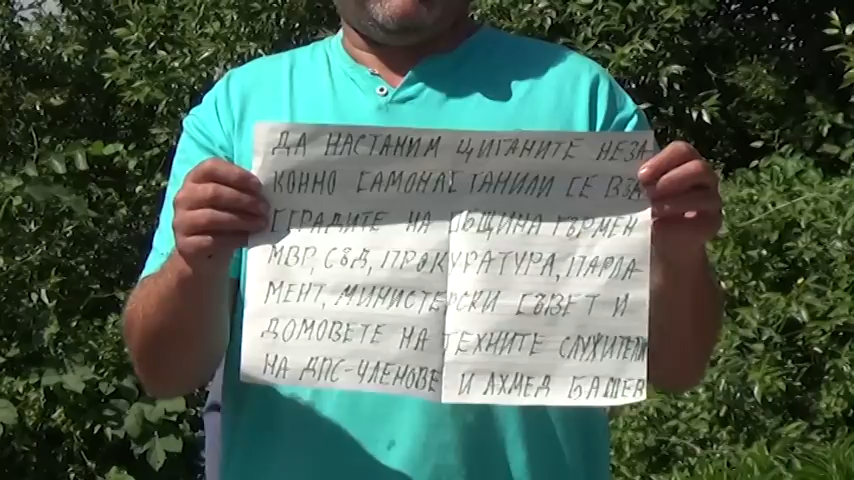 ДА НАСТАНИМ ЦИГАНИТЕ НЕЗА
КОННО САМОНАСТАНИЛИ СЕ В
СГРАДИТЕ НА ОБЩИНА ГЪРМЕН
МВР, СЪД, ПРОКУРАТУРА, ПАРЛА-
МЕНТ, МИНИСТЕРСКИ СЪВЕТ И
ДОМОВЕТЕ НА ТЕХНИТЕ СЛУЖИТЕЛИ
НА ДПС-ЧЛЕНОВЕ И АХМЕД БАШЕВ